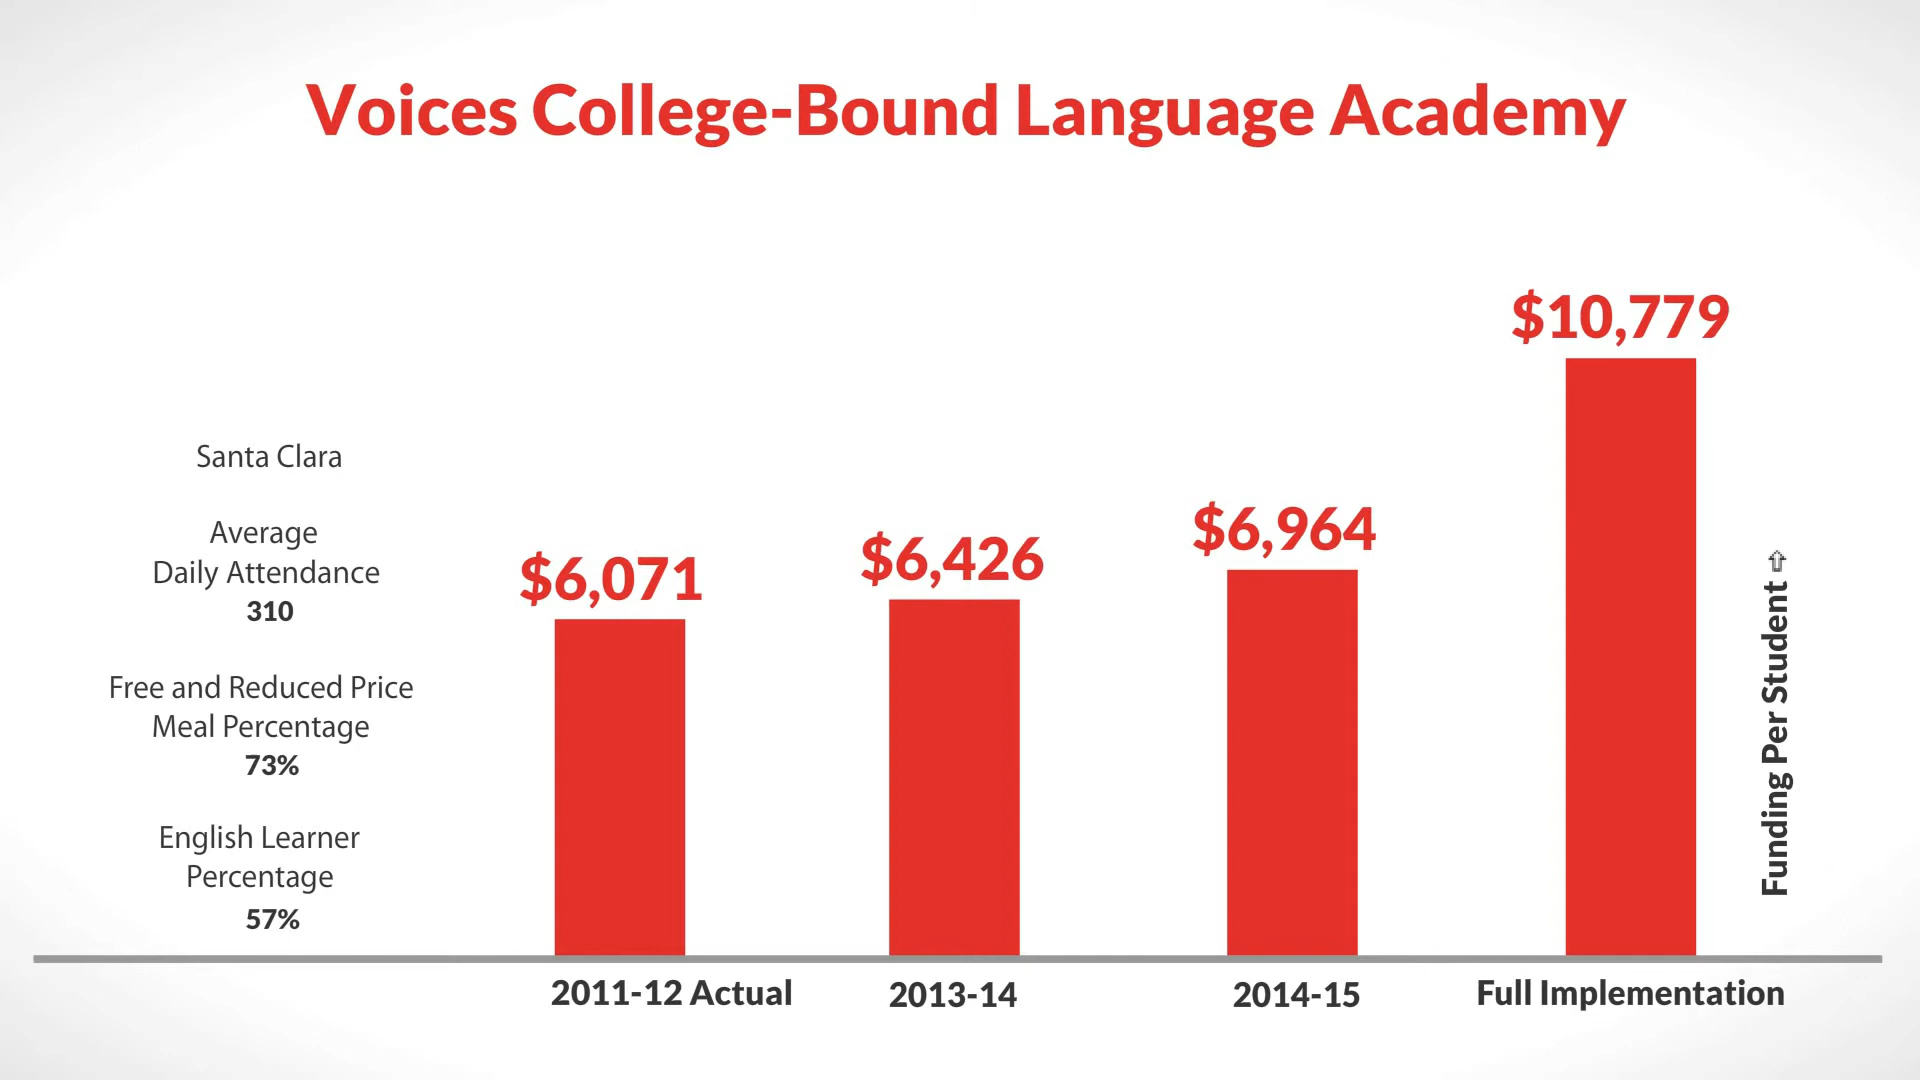 Voices College-Bound Language Academy
Santa Clara
Average
Daily Attendance
310
Free and Reduced Price
Meal Percentage
73%
English Learner
Percentage
57%
$6,071
$6,426
$6,964
$10,779
Funding Per Student ⇧
2011-12 Actual
2013-14
2014-15
Full Implementation